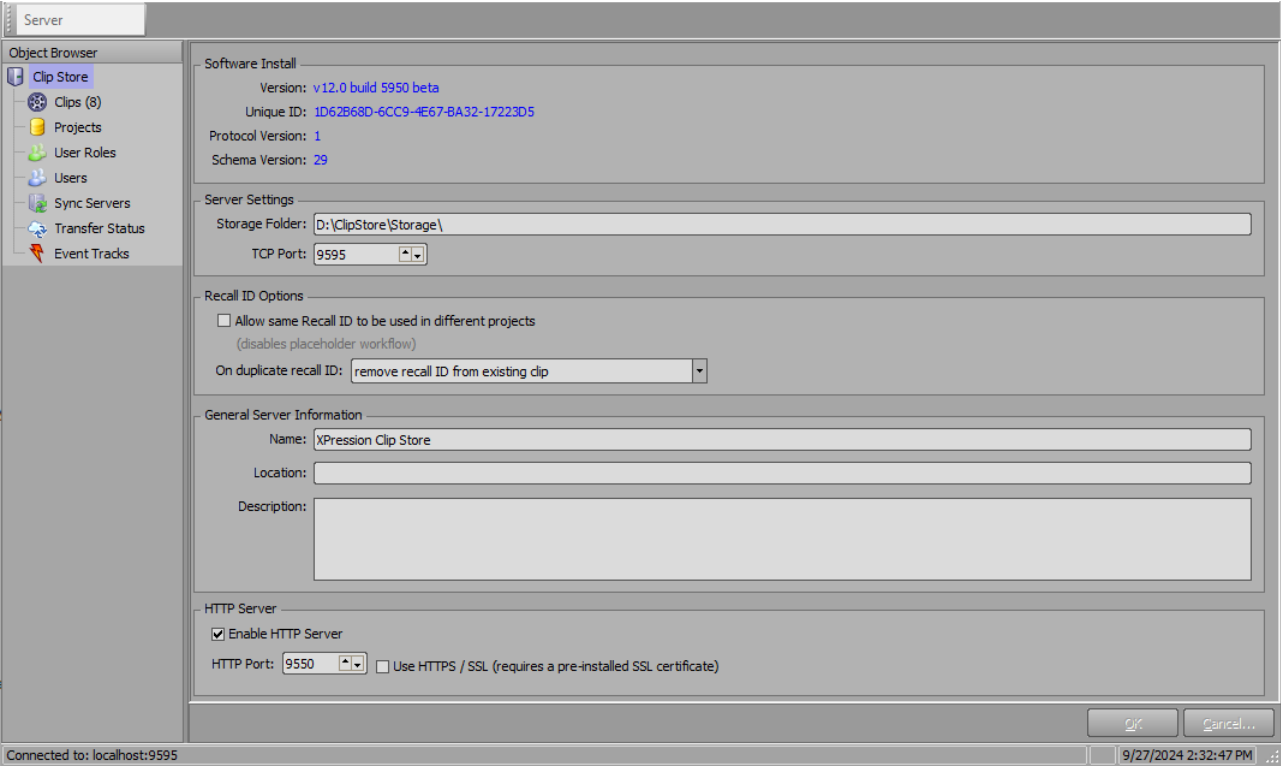 Server
Object Browser
Clip Store
Clips (8)
Projects
User Roles
Users
Sync Servers
Transfer Status
Event Tracks
Software Install
Version: v12.0 build 5950 beta
Unique ID: 1D62B68D-6CC9-4E67-BA32-17223D5
Protocol Version: 1
Schema Version: 29
Server Settings
Storage Folder: D:\ClipStore\Storage\
TCP Port: 9595
Recall ID Options
Allow same Recall ID to be used in different projects
(disables placeholder workflow)
On duplicate recall ID: remove recall ID from existing clip
General Server Information
Name: XPression Clip Store
Location:
Description:
HTTP Server
Enable HTTP Server
HTTP Port: 9550 Use HTTPS / SSL (requires a pre-installed SSL certificate)
OK Cancel...
Connected to: localhost:9595 9/27/2024 2:32:47 PM